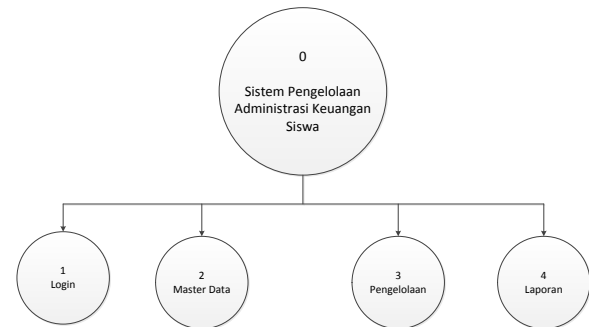 0
Sistem Pengelolaan
Administrasi Keuangan
Siswa
1
Login
2
Master Data
3
Pengelolaan
4
Laporan